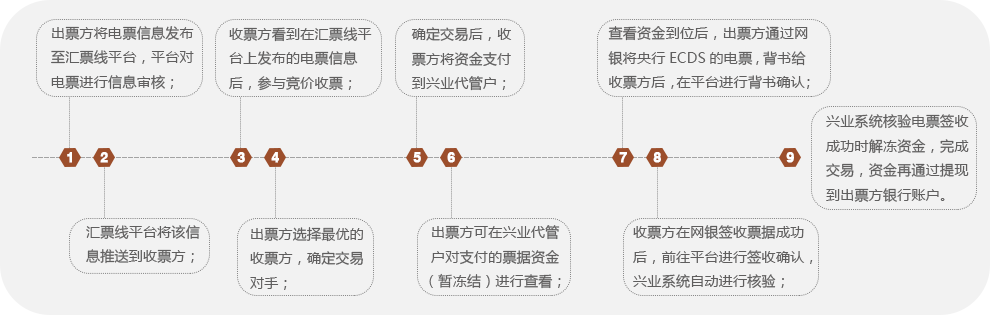 出票方将电票信息发布
至汇票线平台，平台对
电票进行信息审核；
1
2
汇票线平台将该信
息推送到收票方；
收票方看到在汇票线平
台上发布的电票信息
后，参与竞价收票；
3
4
出票方选择最优的
收票方，确定交易
对手；
确定交易后，收
票方将资金支付
到兴业代管户；
5
6
出票方可在兴业代管
户对支付的票据资金
（暂冻结）进行查看；
查看资金到位后，出票方通过网
银将央行 ECDS 的电票，背书给
收票方后，在平台进行背书确认；
7
8
收票方在网银签收票据成功
后，前往平台进行签收确认，
兴业系统自动进行核验；
9
兴业系统核验电票签收
成功时解冻资金，完成
交易，资金再通过提现
到出票方银行账户。